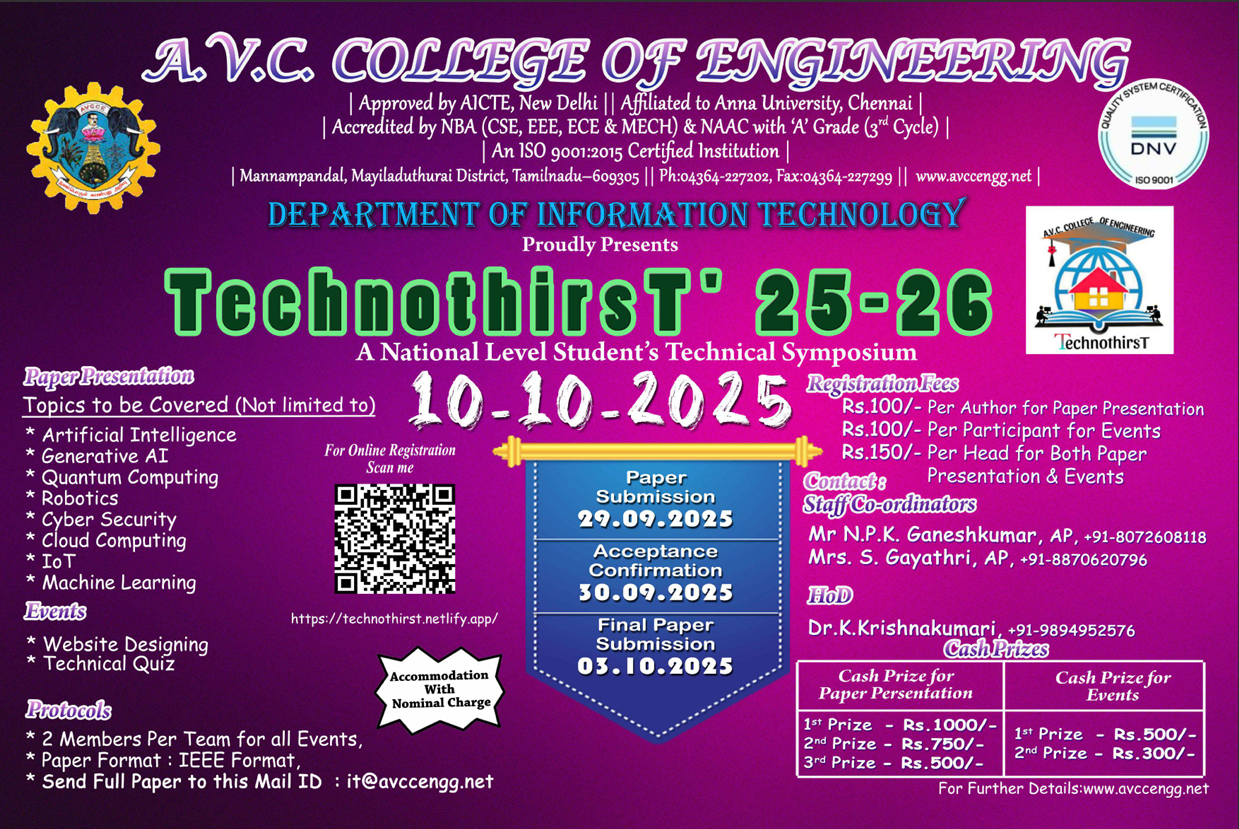 A.V.C. COLLEGE OF ENGINEERING
| Approved by AICTE, New Delhi || Affiliated to Anna University, Chennai |
| Accredited by NBA (CSE, EEE, ECE & MECH) & NAAC with ‘A’ Grade (3rd Cycle) |
| An ISO 9001:2015 Certified Institution |
| Mannampandal, Mayiladuthurai District, Tamilnadu–609305 || Ph:04364-227202, Fax:04364-227299 || www.avccengg.net |
AVCCE
QUALITY SYSTEM CERTIFICATION
DNV
ISO 9001
DEPARTMENT OF INFORMATION TECHNOLOGY
Proudly Presents
TechnothirsT' 25-26
A National Level Student’s Technical Symposium
10-10-2025
A.V.C. COLLEGE OF ENGINEERING
TechnothirsT
Paper Presentation
Topics to be Covered (Not limited to)
* Artificial Intelligence
* Generative AI
* Quantum Computing
* Robotics
* Cyber Security
* Cloud Computing
* IoT
* Machine Learning
Events
* Website Designing
* Technical Quiz
Protocols
* 2 Members Per Team for all Events,
* Paper Format : IEEE Format,
* Send Full Paper to this Mail ID : it@avccengg.net
For Online Registration
Scan me
https://technothirst.netlify.app/
Accommodation
With
Nominal Charge
Paper
Submission
29.09.2025
Acceptance
Confirmation
30.09.2025
Final Paper
Submission
03.10.2025
Registration Fees
Rs.100/- Per Author for Paper Presentation
Rs.100/- Per Participant for Events
Rs.150/- Per Head for Both Paper
Presentation & Events
Contact :
Staff Co-ordinators
Mr N.P.K. Ganeshkumar, AP, +91-8072608118
Mrs. S. Gayathri, AP, +91-8870620796
HoD
Dr.K.Krishnakumari, +91-9894952576
Cash Prizes
Cash Prize for
Paper Persentation
1st Prize - Rs.1000/-
2nd Prize - Rs.750/-
3rd Prize - Rs.500/-
Cash Prize for
Events
1st Prize - Rs.500/-
2nd Prize - Rs.300/-
For Further Details:www.avccengg.net